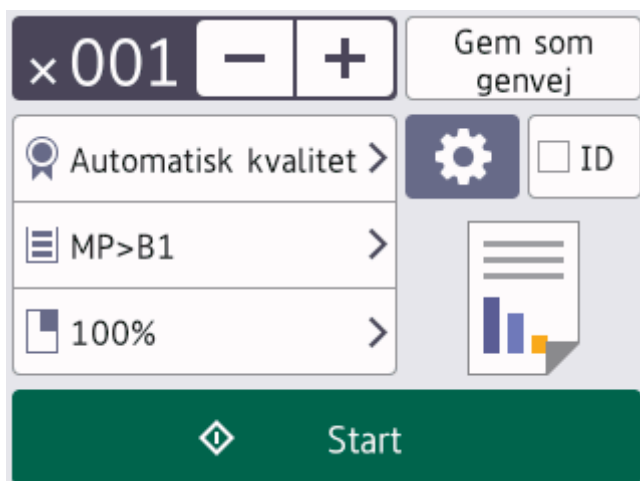 ×001 − +
Gem som
genvej
Automatisk kvalitet >
ID
MP>B1 >
100% >
Start